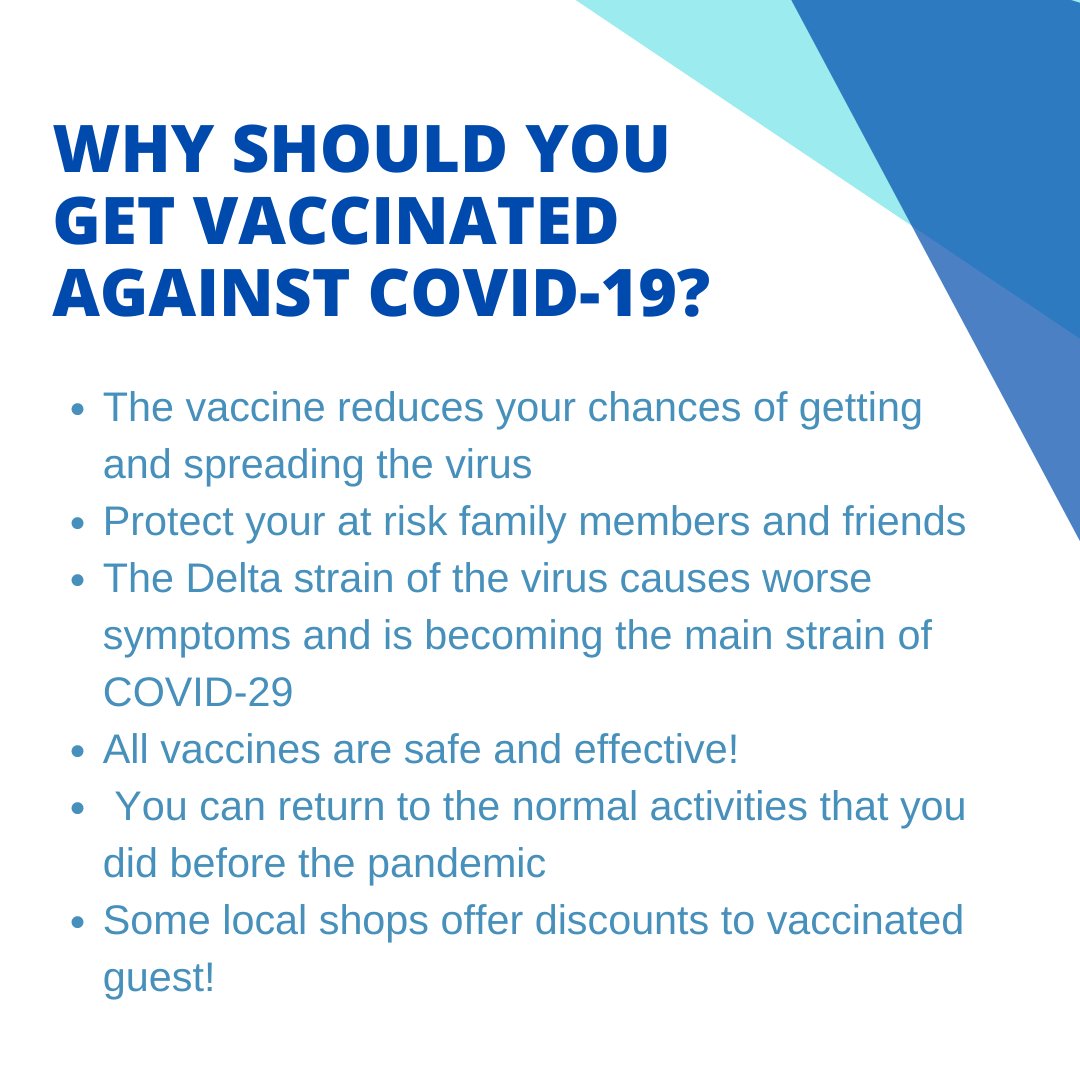 WHY SHOULD YOU
GET VACCINATED
AGAINST COVID-19?
• The vaccine reduces your chances of getting
and spreading the virus
• Protect your at risk family members and friends
• The Delta strain of the virus causes worse
symptoms and is becoming the main strain of
COVID-29
• All vaccines are safe and effective!
• You can return to the normal activities that you
did before the pandemic
• Some local shops offer discounts to vaccinated
guest!